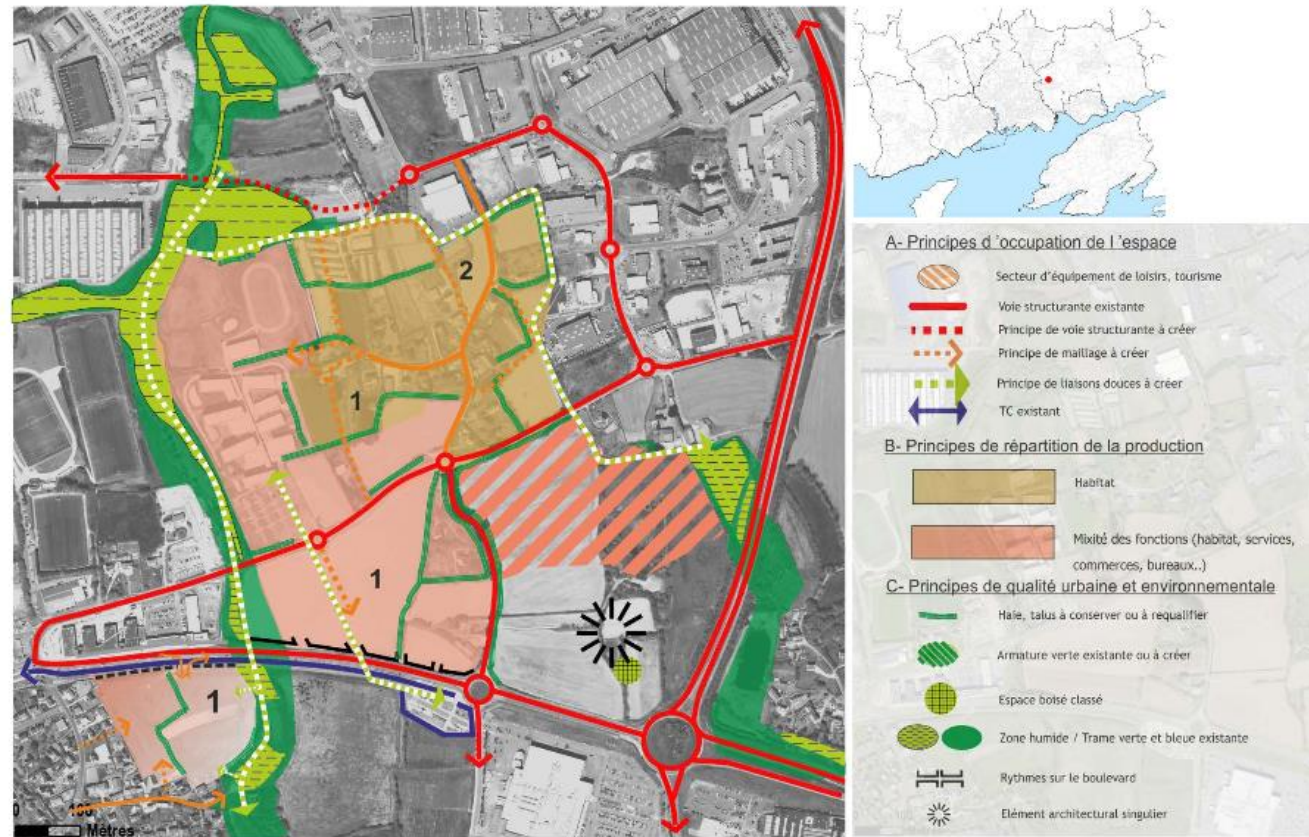 2
1
1
1
0 100
Mètres
A- Principes d 'occupation de l 'espace
Secteur d'équipement de loisirs, tourisme
Voie structurante existante
Principe de voie structurante à créer
Principe de maillage à créer
Principe de liaisons douces à créer
TC existant
B- Principes de répartition de la production
Habitat
Mixité des fonctions (habitat, services,
commerces, bureaux..)
C- Principes de qualité urbaine et environnementale
Haie, talus à conserver ou à requalifier
Armature verte existante ou à créer
Espace boisé classé
Zone humide / Trame verte et bleue existante
Rythmes sur le boulevard
Elément architectural singulier